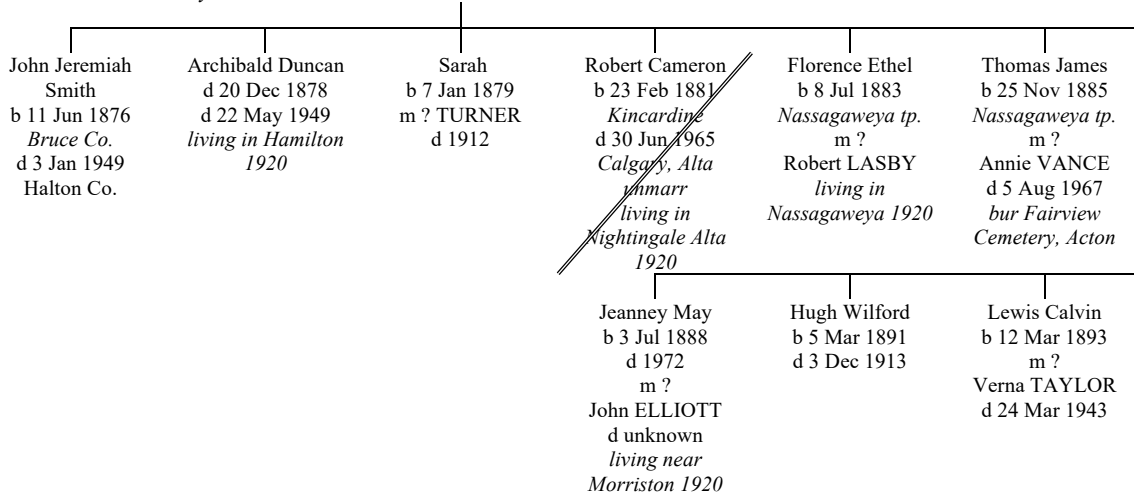 John Jeremiah
Smith
b 11 Jun 1876
Bruce Co.
d 3 Jan 1949
Halton Co.
Archibald Duncan
d 20 Dec 1878
d 22 May 1949
living in Hamilton
1920
Sarah
b 7 Jan 1879
m ? TURNER
d 1912
Robert Cameron
b 23 Feb 1881
Kincardine
d 30 Jun 1965
Calgary, Alta
unmarr
living in
Nightingale Alta
1920
Florence Ethel
b 8 Jul 1883
Nassagaweya tp.
m ?
Robert LASBY
living in
Nassagaweya 1920
Thomas James
b 25 Nov 1885
Nassagaweya tp.
m ?
Annie VANCE
d 5 Aug 1967
bur Fairview
Cemetery, Acton
Jeanney May
b 3 Jul 1888
d 1972
m ?
John ELLIOTT
d unknown
living near
Morriston 1920
Hugh Wilford
b 5 Mar 1891
d 3 Dec 1913
Lewis Calvin
b 12 Mar 1893
m ?
Verna TAYLOR
d 24 Mar 1943